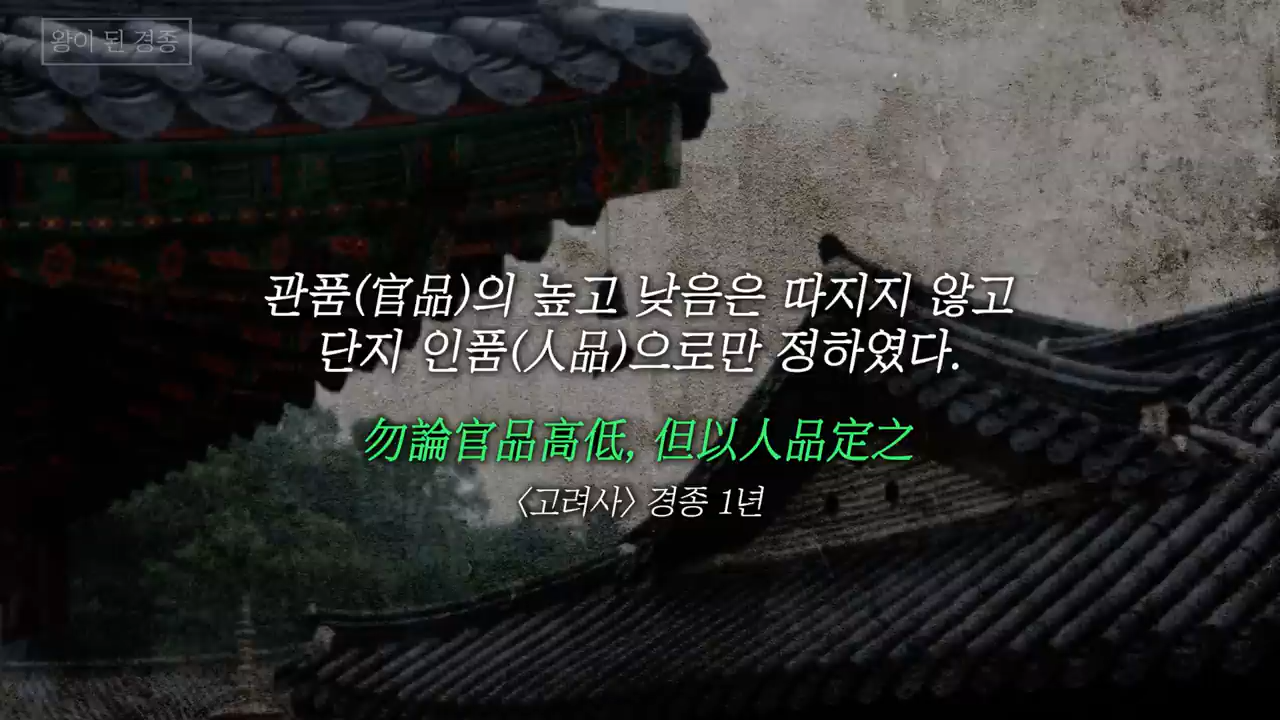 왕이 된 경종
관품(官品)의 높고 낮음은 따지지 않고
단지 인품(人品)으로만 정하였다.
勿論官品高低, 但以人品定之
〈고려사〉 경종 1년